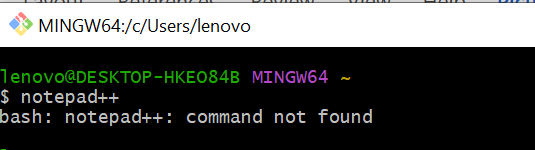 MINGW64:/c/Users/lenovo
lenovo@DESKTOP-HKEO84B MINGW64 ~
$ notepad++
bash: notepad++: command not found